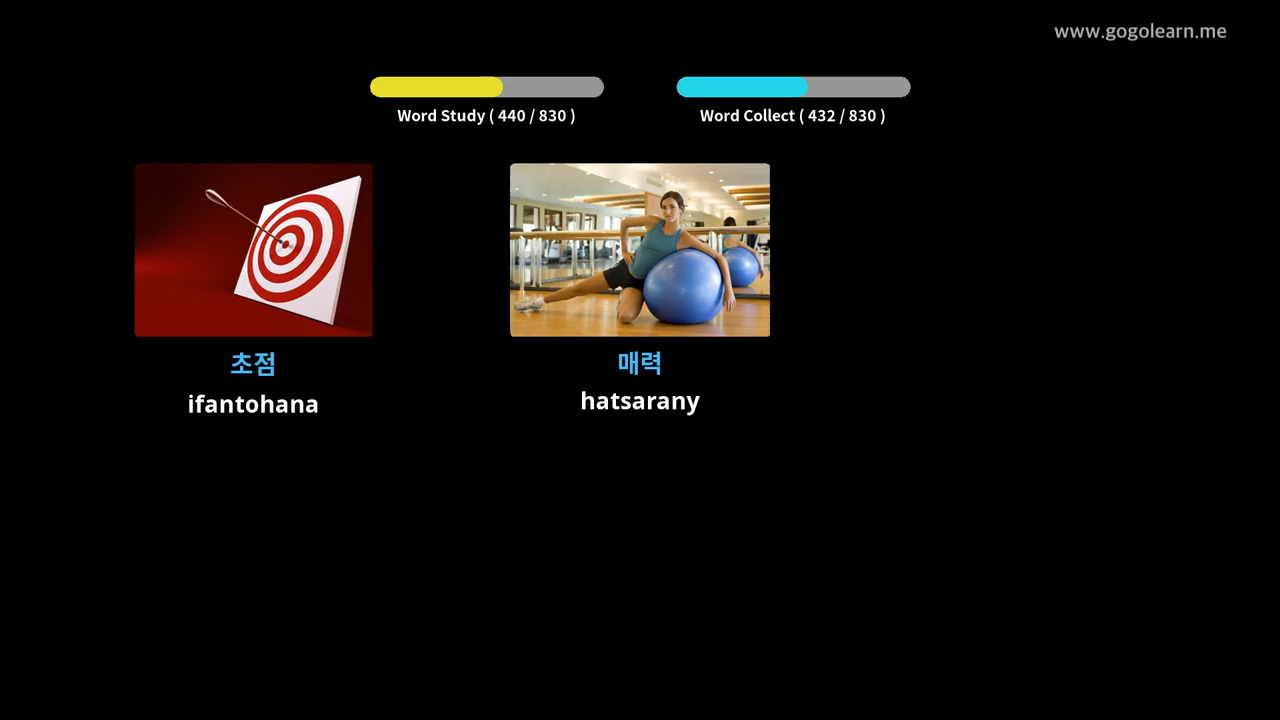 www.gogolearn.me
Word Study ( 440 / 830 )
Word Collect ( 432 / 830 )
초점
ifantohana
매력
hatsarany